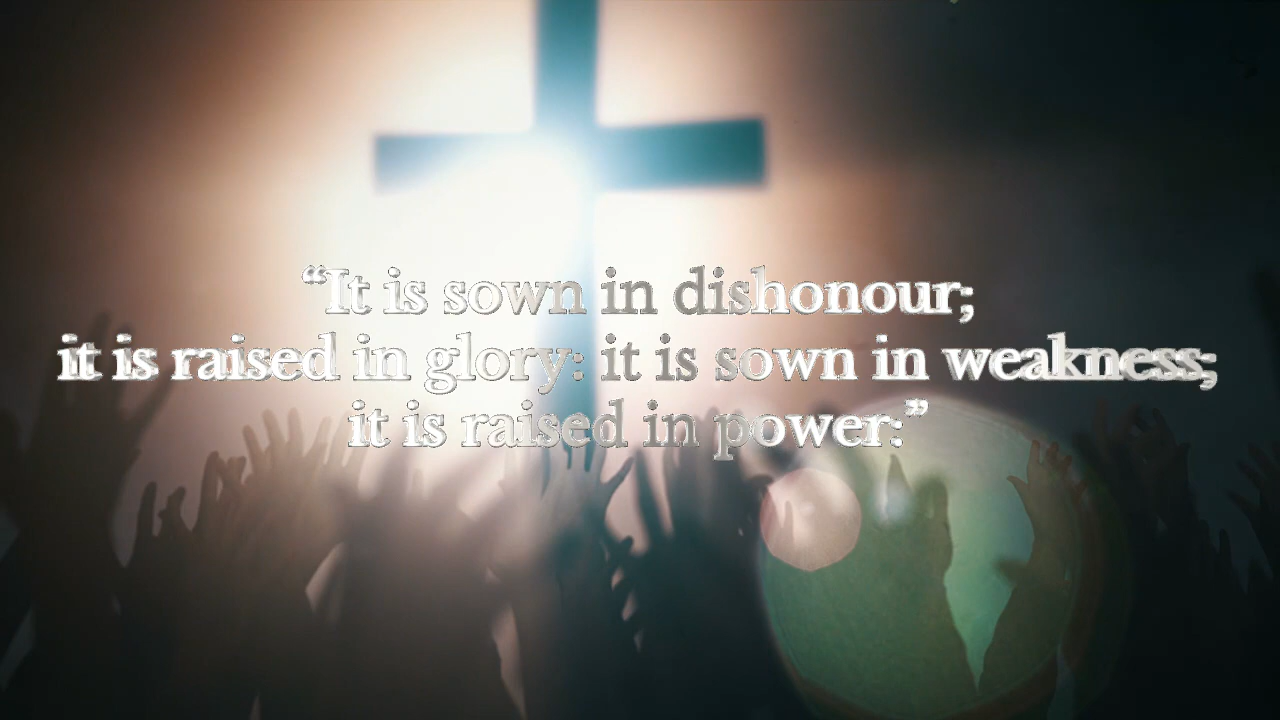 “It is sown in dishonour;
it is raised in glory: it is sown in weakness;
it is raised in power:”